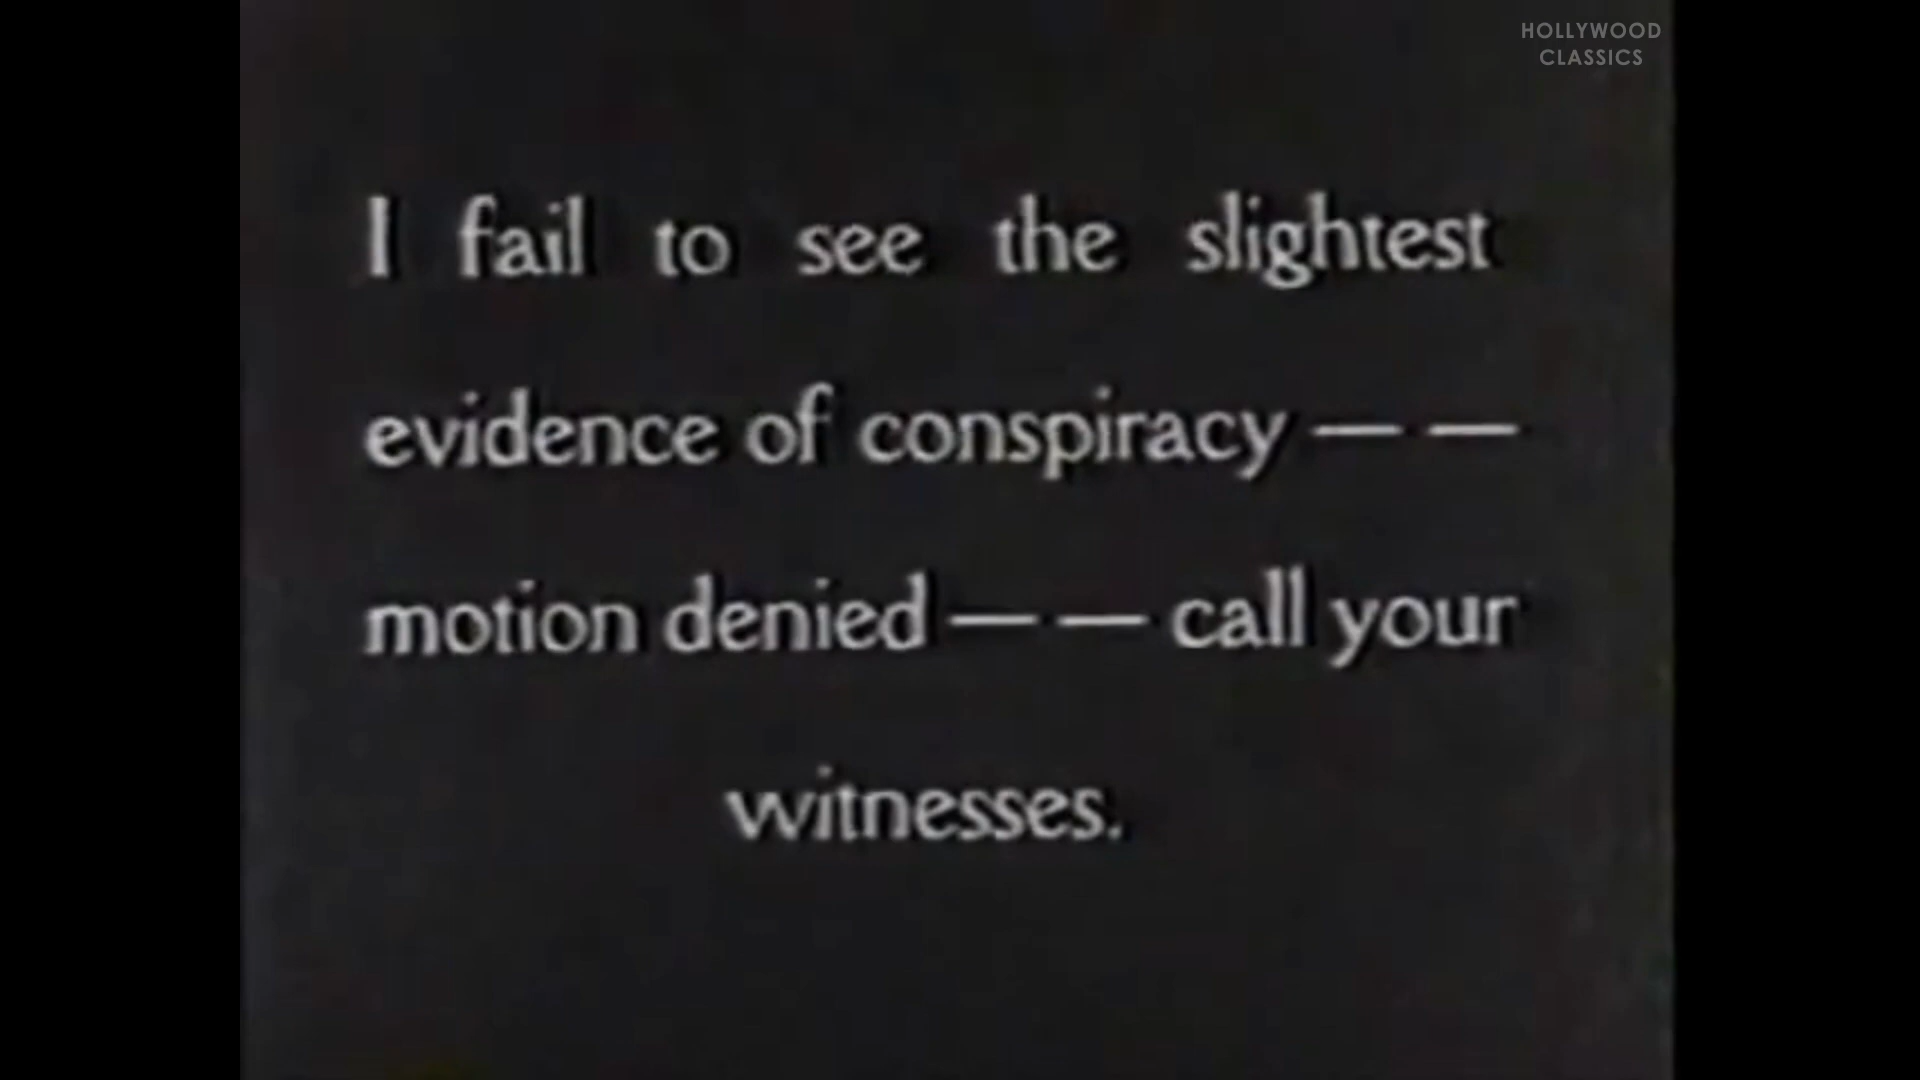 HOLLYWOOD
CLASSICS
I fail to see the slightest
evidence of conspiracy — —
motion denied — — call your
witnesses.